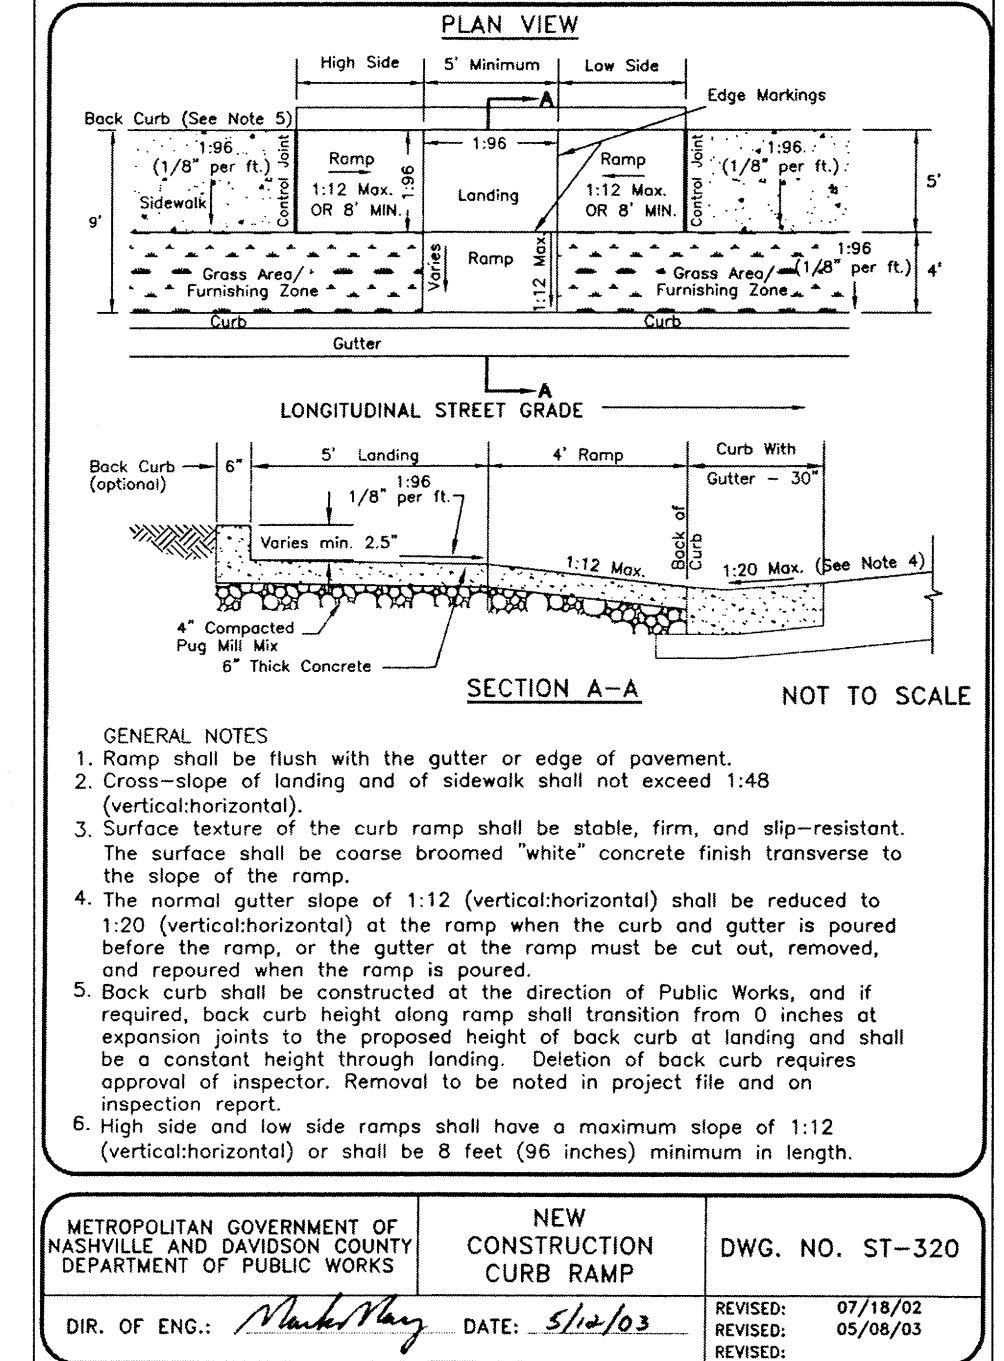 PLAN VIEW
High Side
5' Minimum
Low Side
A
Edge Markings
Back Curb (See Note 5)
1:96
(1/8" per ft.)
Sidewalk
Control Joint
Ramp
1:12 Max.
OR 8' MIN.
1:96
1:96
Landing
Ramp
1:12 Max.
OR 8' MIN.
Control Joint
1:96
(1/8" per ft.)
5'
9'
Grass Area/
Furnishing Zone
Varies
Ramp
1:12 Max.
Grass Area/
Furnishing Zone
1:96
(1/8" per ft.)
4'
Curb
Curb
Gutter
A
LONGITUDINAL STREET GRADE
Back Curb
(optional)
6"
5' Landing
4' Ramp
Curb With
Gutter - 30"
1:96
1/8" per ft.
Varies min. 2.5"
1:12 Max.
Back of
Curb
1:20 Max. (See Note 4)
4" Compacted
Pug Mill Mix
6" Thick Concrete
SECTION A-A
NOT TO SCALE
GENERAL NOTES
1. Ramp shall be flush with the gutter or edge of pavement.
2. Cross-slope of landing and of sidewalk shall not exceed 1:48
(vertical:horizontal).
3. Surface texture of the curb ramp shall be stable, firm, and slip-resistant.
The surface shall be coarse broomed "white" concrete finish transverse to
the slope of the ramp.
4. The normal gutter slope of 1:12 (vertical:horizontal) shall be reduced to
1:20 (vertical:horizontal) at the ramp when the curb and gutter is poured
before the ramp, or the gutter at the ramp must be cut out, removed,
and repoured when the ramp is poured.
5. Back curb shall be constructed at the direction of Public Works, and if
required, back curb height along ramp shall transition from 0 inches at
expansion joints to the proposed height of back curb at landing and shall
be a constant height through landing. Deletion of back curb requires
approval of inspector. Removal to be noted in project file and on
inspection report.
6. High side and low side ramps shall have a maximum slope of 1:12
(vertical:horizontal) or shall be 8 feet (96 inches) minimum in length.
METROPOLITAN GOVERNMENT OF
NASHVILLE AND DAVIDSON COUNTY
DEPARTMENT OF PUBLIC WORKS
NEW
CONSTRUCTION
CURB RAMP
DWG. NO. ST-320
DIR. OF ENG.:
DATE: 5/12/03
REVISED: 07/18/02
REVISED: 05/08/03
REVISED: